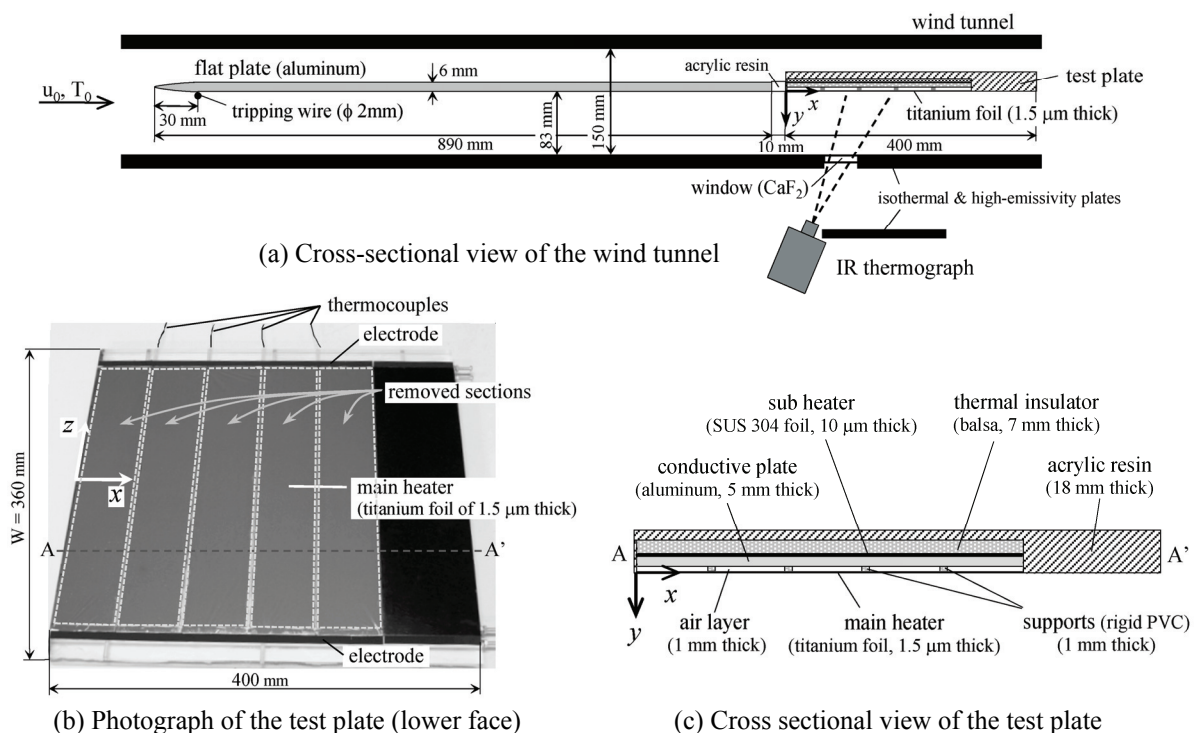 wind tunnel
flat plate (aluminum)
6 mm
acrylic resin
test plate
u0, T0
tripping wire (ϕ 2mm)
x
y
titanium foil (1.5 μm thick)
30 mm
83 mm
150 mm
890 mm
10 mm
400 mm
window (CaF2)
isothermal & high-emissivity plates
(a) Cross-sectional view of the wind tunnel
IR thermograph
thermocouples
electrode
removed sections
z
x
main heater
(titanium foil of 1.5 μm thick)
W = 360 mm
A
A'
electrode
400 mm
(b) Photograph of the test plate (lower face)
sub heater
(SUS 304 foil, 10 μm thick)
thermal insulator
(balsa, 7 mm thick)
conductive plate
(aluminum, 5 mm thick)
acrylic resin
(18 mm thick)
A
A'
x
y
air layer
(1 mm thick)
main heater
(titanium foil, 1.5 μm thick)
supports (rigid PVC)
(1 mm thick)
(c) Cross sectional view of the test plate